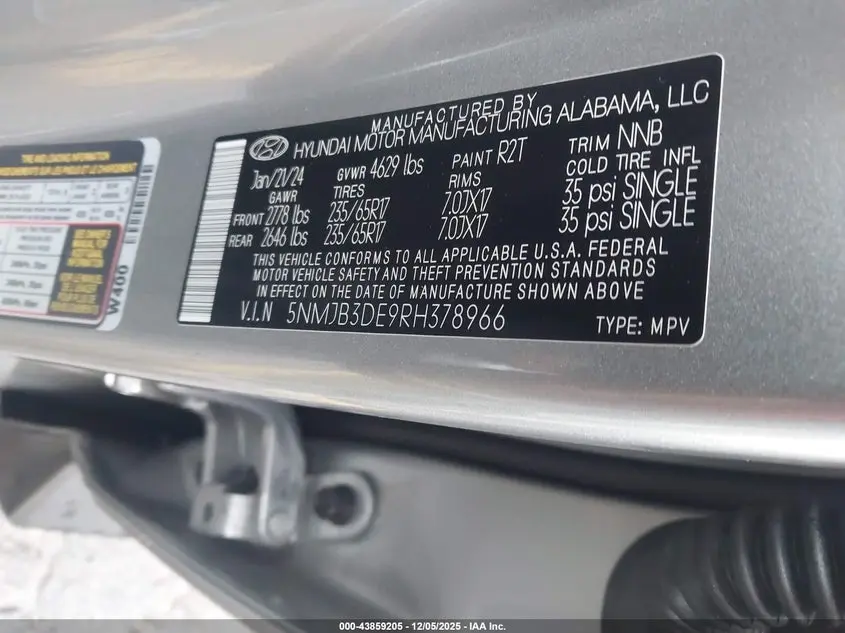 MANUFACTURED BY
HYUNDAI MOTOR MANUFACTURING ALABAMA, LLC
Jan/21/24 GVWR 4629 lbs PAINT R2T TRIM NNB
GAWR TIRES RIMS COLD TIRE INFL
FRONT 2778 lbs 235/65R17 7.0JX17 35 psi SINGLE
REAR 2646 lbs 235/65R17 7.0JX17 35 psi SINGLE
THIS VEHICLE CONFORMS TO ALL APPLICABLE U.S.A. FEDERAL
MOTOR VEHICLE SAFETY AND THEFT PREVENTION STANDARDS
IN EFFECT ON THE DATE OF MANUFACTURE SHOWN ABOVE
V.I.N 5NMJB3DE9RH378966 TYPE: MPV
TIRE AND LOADING INFORMATION
W400
000-43859205 - 12/05/2025 - IAA Inc.